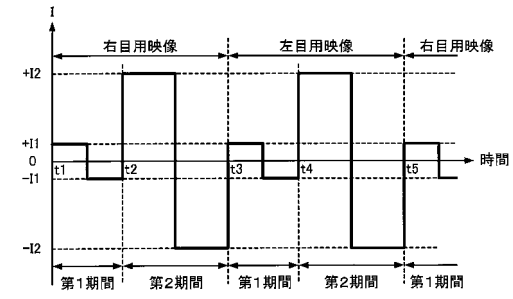 I
右目用映像 左目用映像 右目用映像
+I2
+I1
0
t1 t2 t3 t4 t5 時間
-I1
-I2
第1期間 第2期間 第1期間 第2期間 第1期間